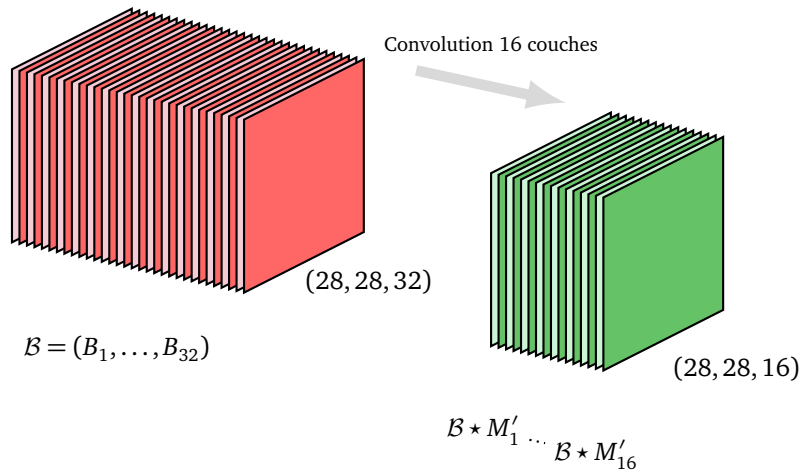 Convolution 16 couches
(28, 28, 32)
ℬ = (B₁, . . . , B₃₂)
(28, 28, 16)
ℬ ⋆ M′₁ ... ℬ ⋆ M′₁₆